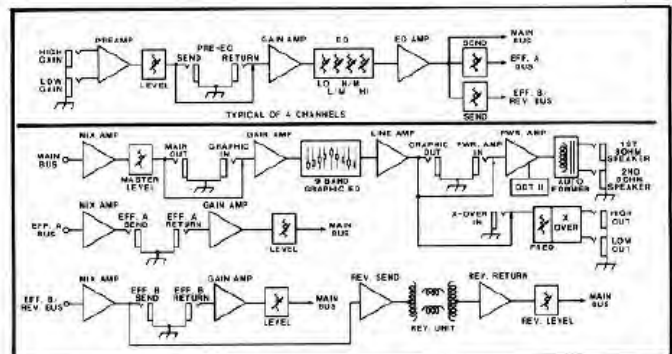 HIGH GAIN
LOW GAIN
PREAMP
LEVEL
PRE-EQ
SEND RETURN
GAIN AMP
EQ
LO H/M
L/M HI
EQ AMP
SEND
SEND
MAIN BUS
EFF. A BUS
EFF. B/ REV. BUS
TYPICAL OF 4 CHANNELS
MAIN BUS
MIX AMP
MASTER LEVEL
MAIN OUT
GRAPHIC IN
GAIN AMP
9 BAND GRAPHIC EQ
LINE AMP
GRAPHIC OUT
PWR. AMP IN
PWR. AMP
DDT II
AUTO FORMER
1ST 8OHM SPEAKER
2ND 8OHM SPEAKER
X-OVER IN
FREQ
X OVER
HIGH OUT
LOW OUT
EFF. A BUS
MIX AMP
EFF. A SEND
EFF. A RETURN
GAIN AMP
LEVEL
MAIN BUS
EFF. B/ REV. BUS
MIX AMP
EFF. B SEND
EFF. B RETURN
GAIN AMP
LEVEL
MAIN BUS
REV. SEND
REV. UNIT
REV. RETURN
REV. LEVEL
MAIN BUS